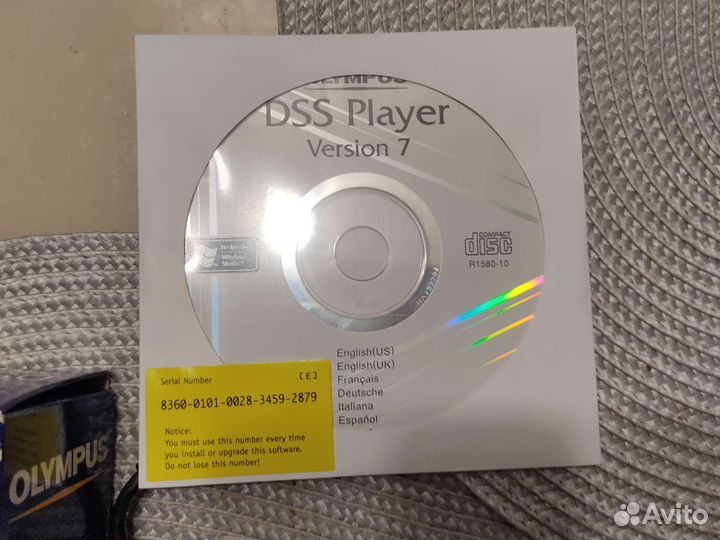 OLYMPUS
DSS Player
Version 7
Windows
Media™
COMPACT
disc
R1580-10
English(US)
English(UK)
Français
Deutsche
Italiana
Español
Serial Number [E]
8360-0101-0028-3459-2879
Notice:
You must use this number every time
you install or upgrade this software.
Do not lose this number!
OLYMPUS
Avito